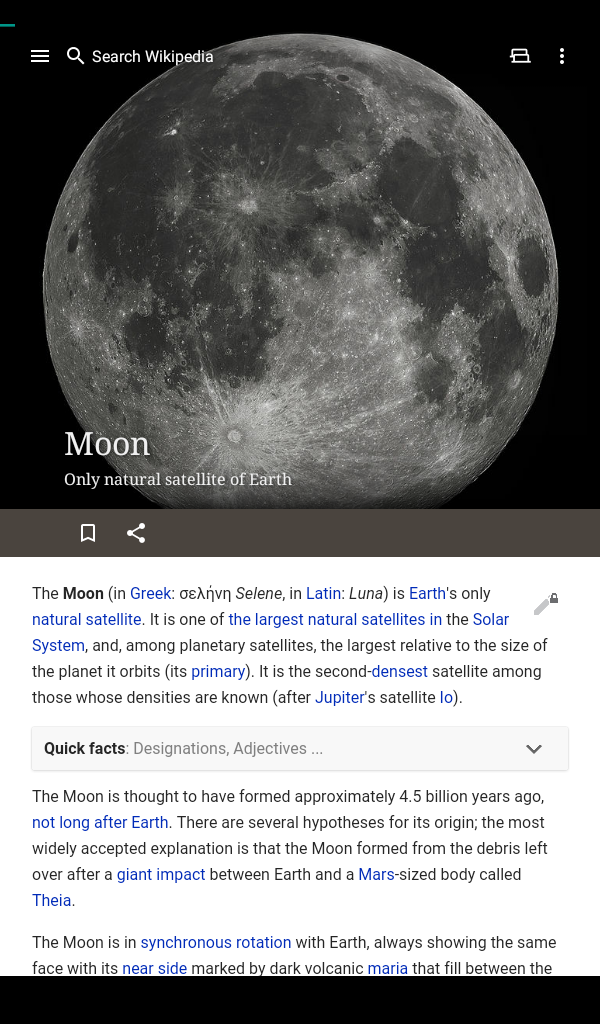 Search Wikipedia
Moon
Only natural satellite of Earth
The Moon (in Greek: σελήνη Selene, in Latin: Luna) is Earth's only
natural satellite. It is one of the largest natural satellites in the Solar
System, and, among planetary satellites, the largest relative to the size of
the planet it orbits (its primary). It is the second-densest satellite among
those whose densities are known (after Jupiter's satellite Io).
Quick facts: Designations, Adjectives ...
The Moon is thought to have formed approximately 4.5 billion years ago,
not long after Earth. There are several hypotheses for its origin; the most
widely accepted explanation is that the Moon formed from the debris left
over after a giant impact between Earth and a Mars-sized body called
Theia.
The Moon is in synchronous rotation with Earth, always showing the same
face with its near side marked by dark volcanic maria that fill between the